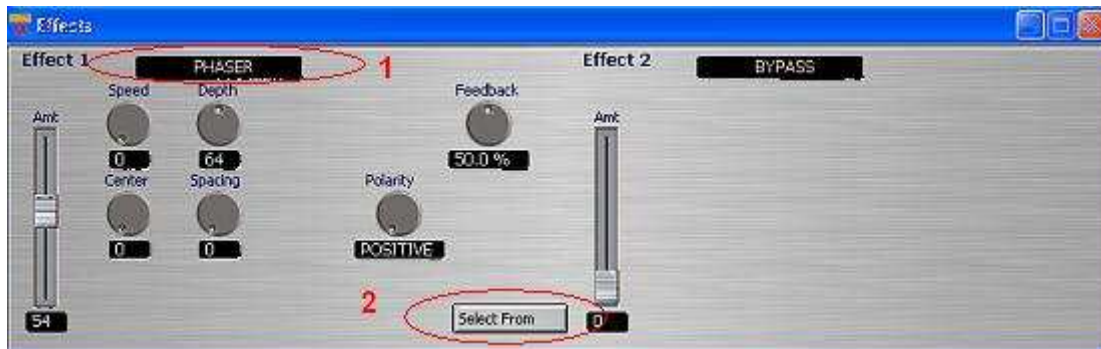 Effects
Effect 1 PHASER 1 Effect 2 BYPASS
Speed Depth Feedback
Amt Amt
0 64 50.0 %
Center Spacing Polarity
0 0 POSITIVE
2 Select From
54 0